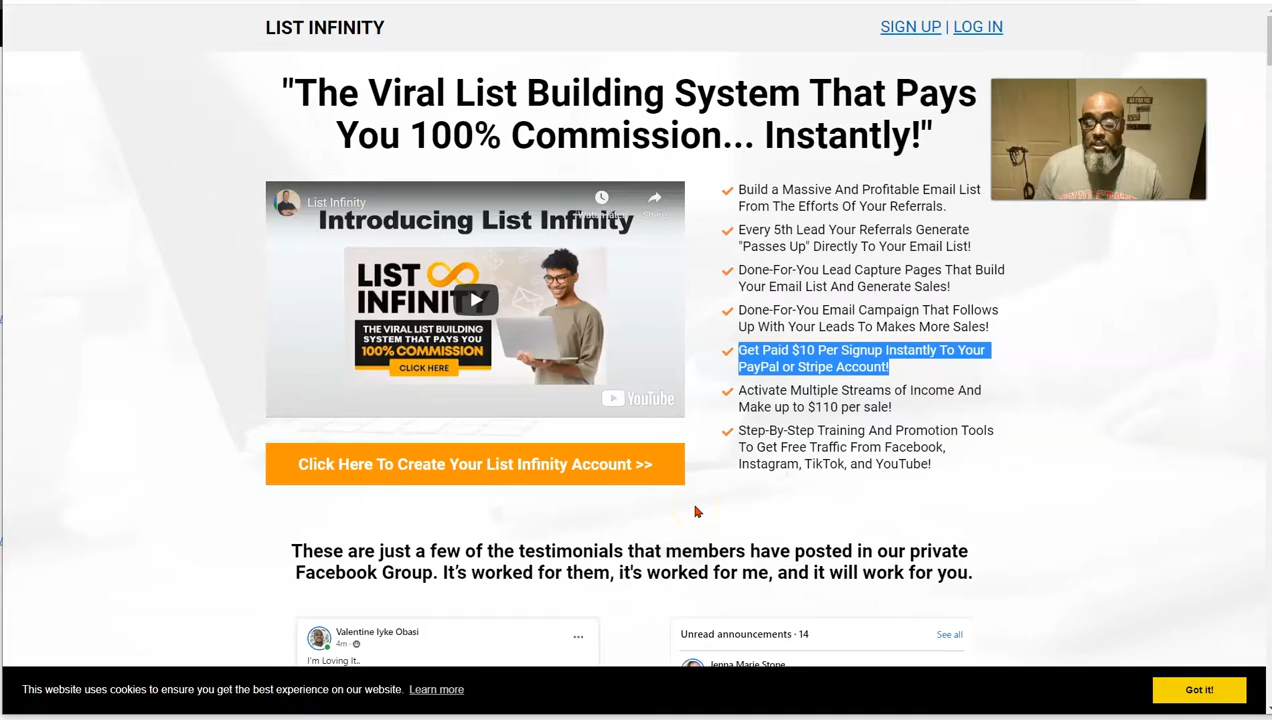 LIST INFINITY
SIGN UP | LOG IN
"The Viral List Building System That Pays
You 100% Commission... Instantly!"
List Infinity
Share
Introducing List Infinity
LIST
INFINITY
THE VIRAL LIST BUILDING
SYSTEM THAT PAYS YOU
100% COMMISSION
CLICK HERE
YouTube
Click Here To Create Your List Infinity Account >>
Build a Massive And Profitable Email List
From The Efforts Of Your Referrals.
Every 5th Lead Your Referrals Generate
"Passes Up" Directly To Your Email List!
Done-For-You Lead Capture Pages That Build
Your Email List And Generate Sales!
Done-For-You Email Campaign That Follows
Up With Your Leads To Makes More Sales!
Get Paid $10 Per Signup Instantly To Your
PayPal or Stripe Account!
Activate Multiple Streams of Income And
Make up to $110 per sale!
Step-By-Step Training And Promotion Tools
To Get Free Traffic From Facebook,
Instagram, TikTok, and YouTube!
These are just a few of the testimonials that members have posted in our private
Facebook Group. It's worked for them, it's worked for me, and it will work for you.
Valentine Iyke Obasi
4m
I'm Loving It..
Unread announcements · 14
See all
Jenna Marie Stone
This website uses cookies to ensure you get the best experience on our website. Learn more
Got it!